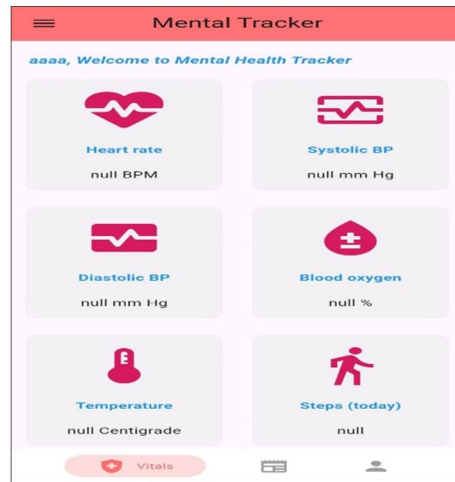 Mental Tracker
aaaa, Welcome to Mental Health Tracker
Heart rate
null BPM
Systolic BP
null mm Hg
Diastolic BP
null mm Hg
Blood oxygen
null %
Temperature
null Centigrade
Steps (today)
null
Vitals